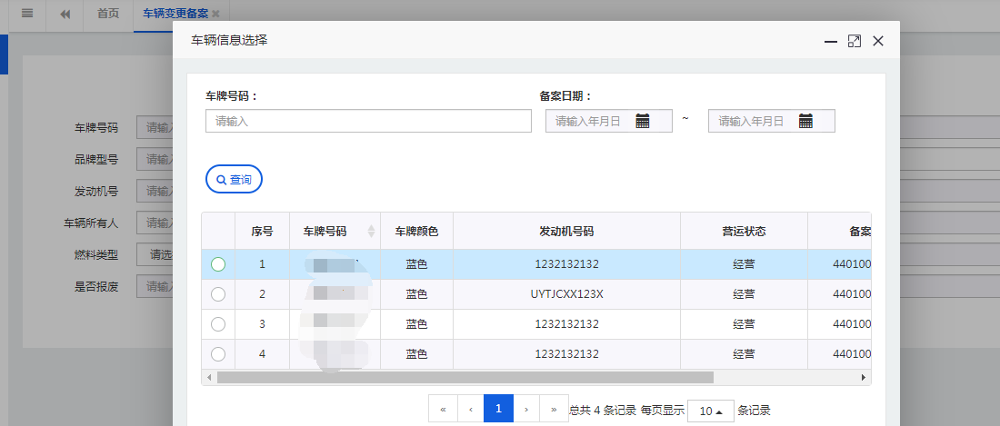 首页 车辆变更备案
车辆信息选择
车牌号码： 备案日期：
请输入 请输入年月日 ~ 请输入年月日
查询
车牌号码 请输入
品牌型号 请输入
发动机号 请输入
车辆所有人 请输入
燃料类型 请选
是否报废 请输入
序号 车牌号码 车牌颜色 发动机号码 营运状态 备案
1 蓝色 1232132132 经营 440100
2 蓝色 UYTJCXX123X 经营 440100
3 蓝色 1232132132 经营 440100
4 蓝色 1232132132 经营 440100
« ‹ 1 › » 总共 4 条记录 每页显示 10 条记录